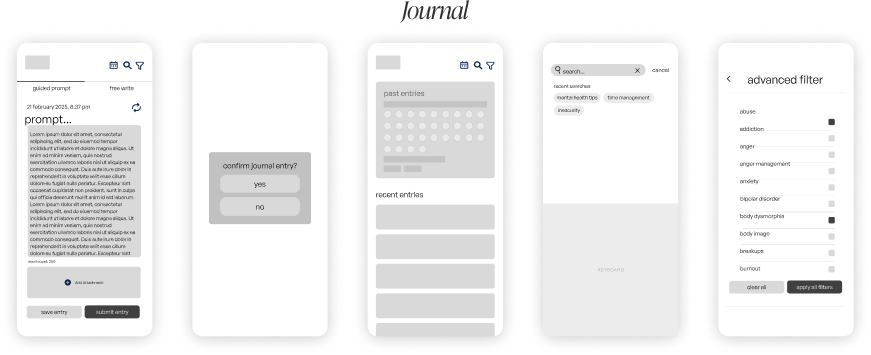 Journal
guided prompt
free write
21 february 2025, 8:37 pm
prompt...
Lorem ipsum dolor sit amet, consectetur
adipiscing elit, sed do eiusmod tempor
incididunt ut labore et dolore magna aliqua. Ut
enim ad minim veniam, quis nostrud
exercitation ullamco laboris nisi ut aliquip ex ea
commodo consequat. Duis aute irure dolor in
reprehenderit in voluptate velit esse cillum
dolore eu fugiat nulla pariatur. Excepteur sint
occaecat cupidatat non proident, sunt in culpa
qui officia deserunt mollit anim id est laborum.
Lorem ipsum dolor sit amet, consectetur
adipiscing elit, sed do eiusmod tempor
incididunt ut labore et dolore magna aliqua. Ut
enim ad minim veniam, quis nostrud
exercitation ullamco laboris nisi ut aliquip ex ea
commodo consequat. Duis aute irure dolor in
reprehenderit in voluptate velit esse cillum
dolore eu fugiat nulla pariatur. Excepteur sint
Add Attachment
save entry
submit entry
confirm journal entry?
yes
no
past entries
recent entries
search...
cancel
recent searches
mental health tips
time management
insecurity
KEYBOARD
advanced filter
abuse
addiction
anger
anger management
anxiety
bipolar disorder
body dysmorphia
body image
breakups
burnout
clear all
apply all filters